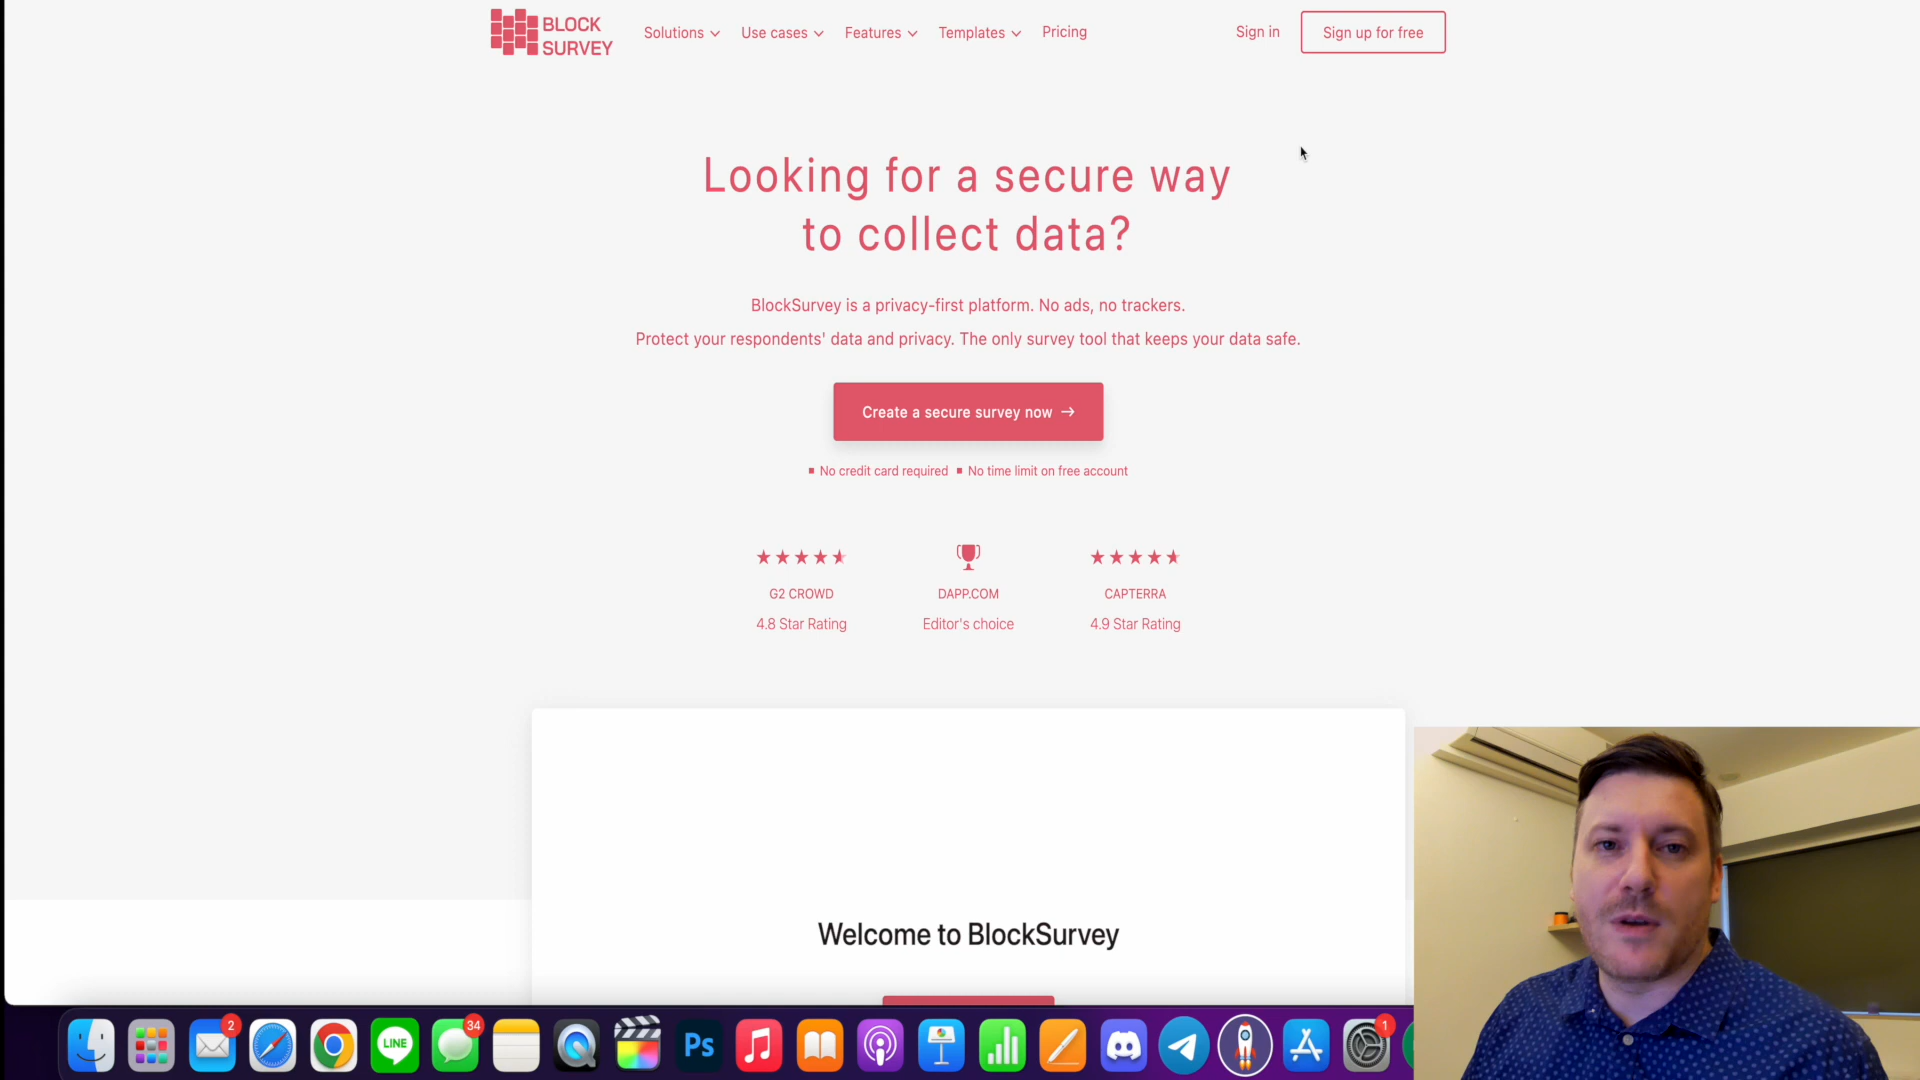 BLOCK
SURVEY
Solutions
Use cases
Features
Templates
Pricing
Sign in
Sign up for free
Looking for a secure way
to collect data?
BlockSurvey is a privacy-first platform. No ads, no trackers.
Protect your respondents' data and privacy. The only survey tool that keeps your data safe.
Create a secure survey now →
No credit card required
No time limit on free account
G2 CROWD
4.8 Star Rating
DAPP.COM
Editor's choice
CAPTERRA
4.9 Star Rating
Welcome to BlockSurvey
2
LINE
34
Ps
1